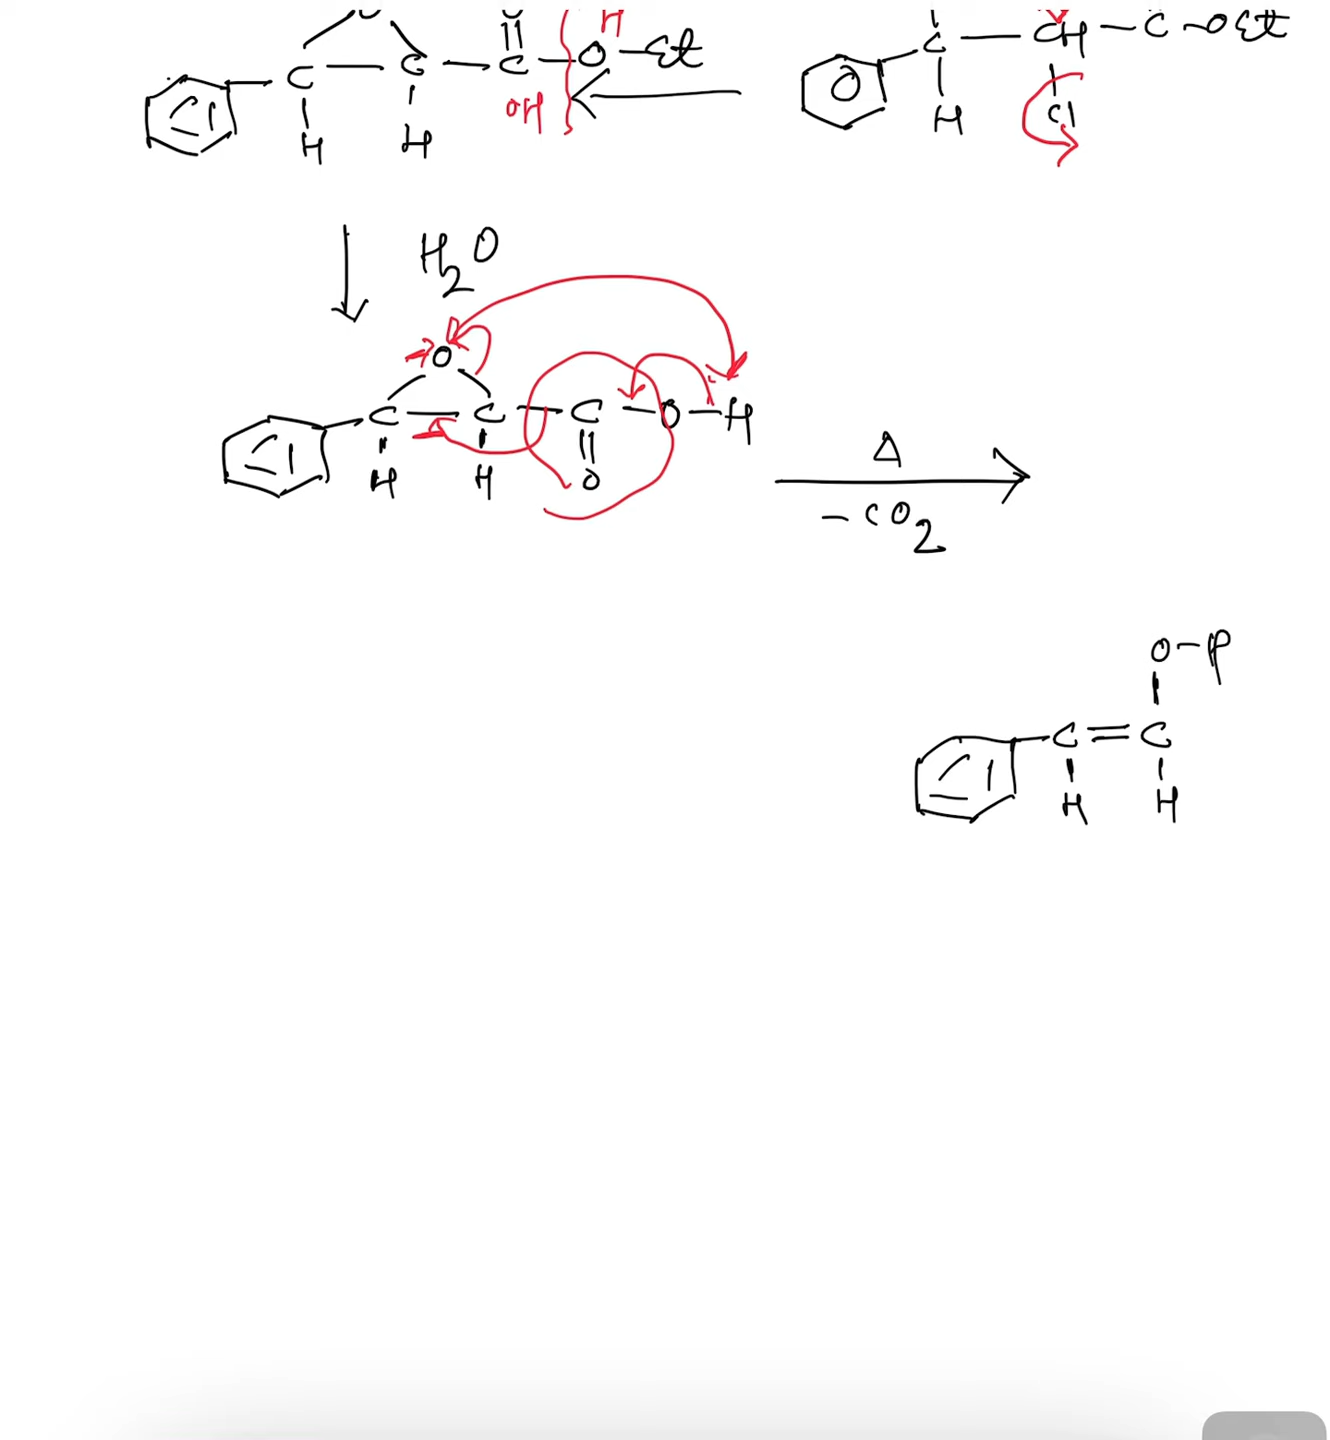 O O H
C — C — C — O — Et C — CH — C — OEt
OH
H H H Cl
H2O
O
C — C — C — O — H
H H O
Δ
- CO2
O-
C = C
H H